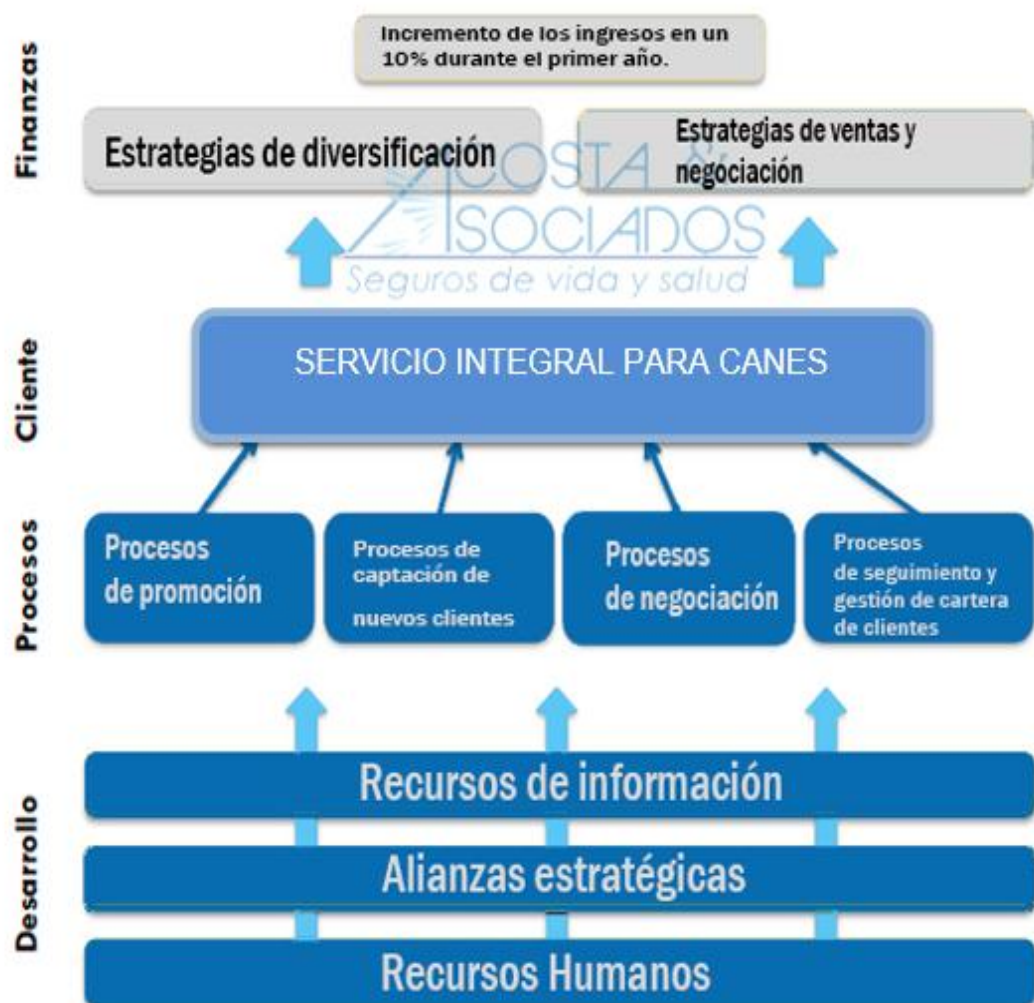 Finanzas
Incremento de los ingresos en un
10% durante el primer año.
Estrategias de diversificación
Estrategias de ventas y
negociación
ACOSTA &
ASOCIADOS
Seguros de vida y salud
Cliente
SERVICIO INTEGRAL PARA CANES
Procesos
Procesos
de promoción
Procesos de
captación de
nuevos clientes
Procesos
de negociación
Procesos
de seguimiento y
gestión de cartera
de clientes
Desarrollo
Recursos de información
Alianzas estratégicas
Recursos Humanos